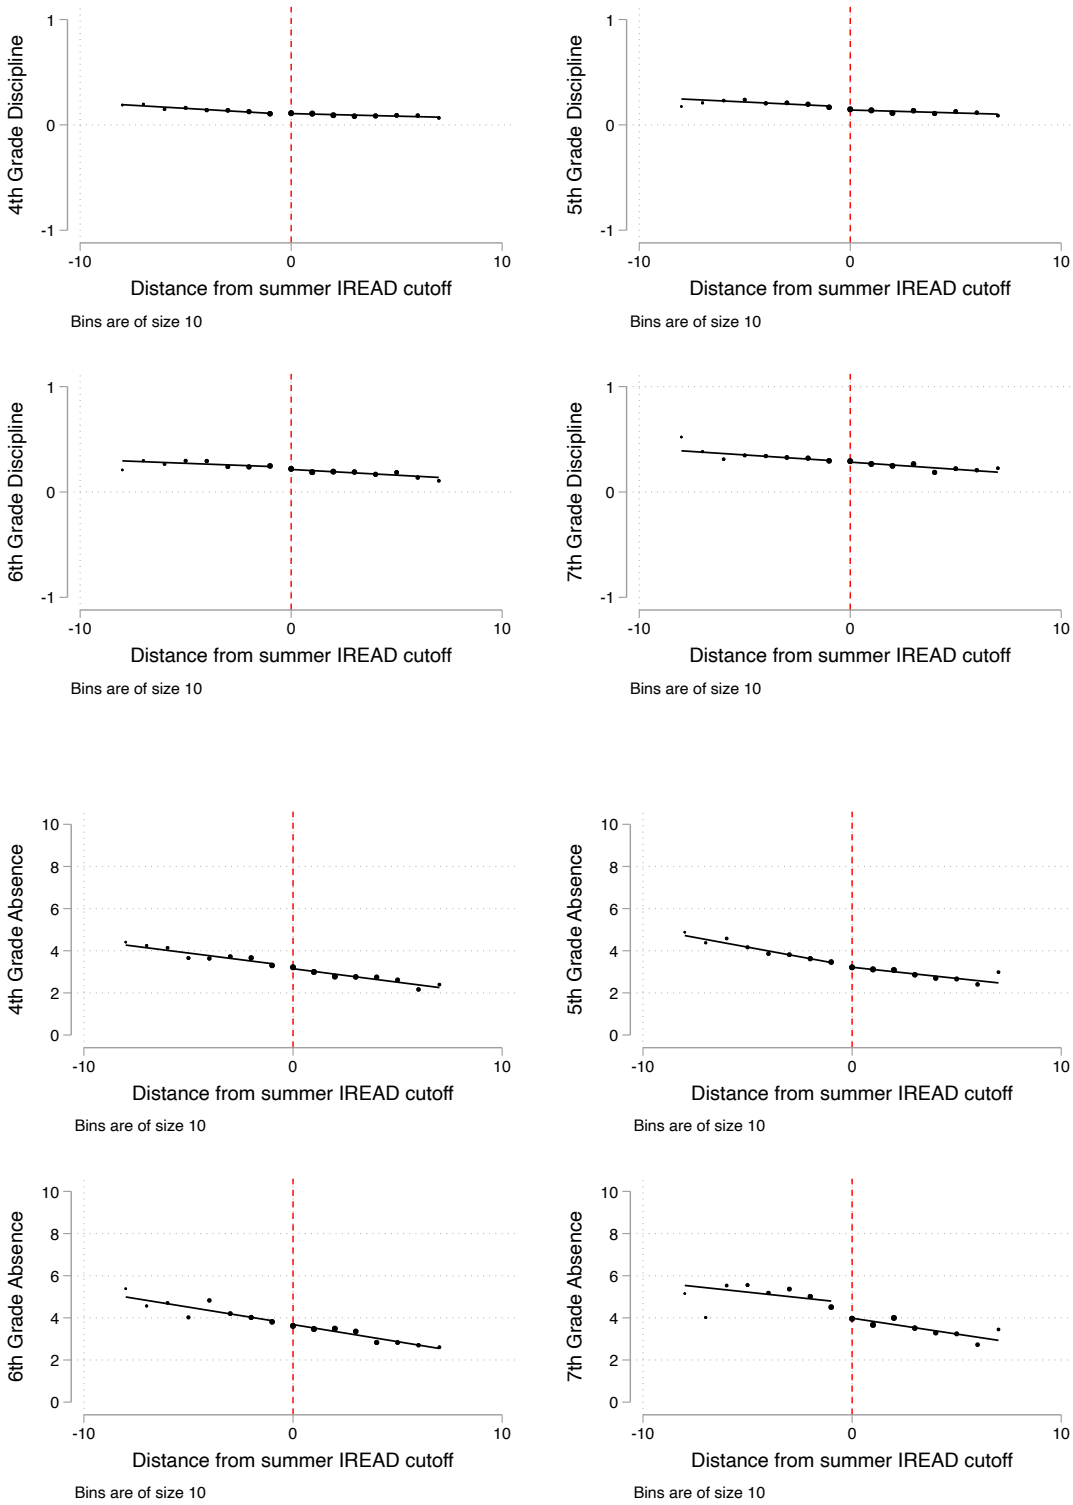 4th Grade Discipline
1
0
-1
-10 0 10
Distance from summer IREAD cutoff
Bins are of size 10
5th Grade Discipline
1
0
-1
-10 0 10
Distance from summer IREAD cutoff
Bins are of size 10
6th Grade Discipline
1
0
-1
-10 0 10
Distance from summer IREAD cutoff
Bins are of size 10
7th Grade Discipline
1
0
-1
-10 0 10
Distance from summer IREAD cutoff
Bins are of size 10
4th Grade Absence
10
8
6
4
2
0
-10 0 10
Distance from summer IREAD cutoff
Bins are of size 10
5th Grade Absence
10
8
6
4
2
0
-10 0 10
Distance from summer IREAD cutoff
Bins are of size 10
6th Grade Absence
10
8
6
4
2
0
-10 0 10
Distance from summer IREAD cutoff
Bins are of size 10
7th Grade Absence
10
8
6
4
2
0
-10 0 10
Distance from summer IREAD cutoff
Bins are of size 10